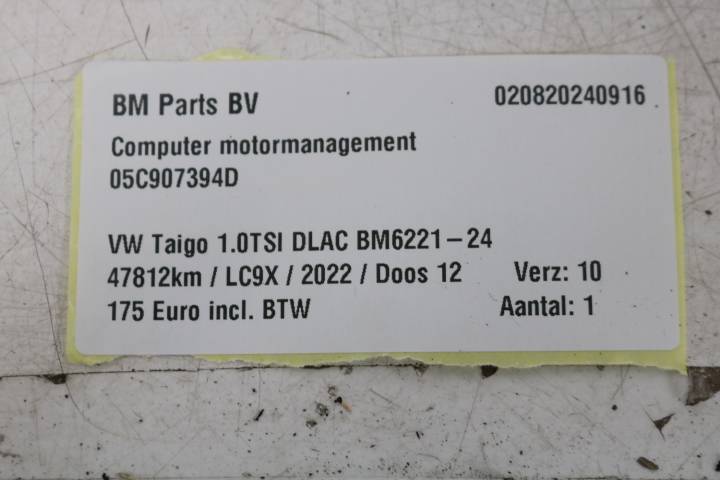 BM Parts BV 020820240916
Computer motormanagement
05C907394D
VW Taigo 1.0TSI DLAC BM6221-24
47812km / LC9X / 2022 / Doos 12 Verz: 10
175 Euro incl. BTW Aantal: 1